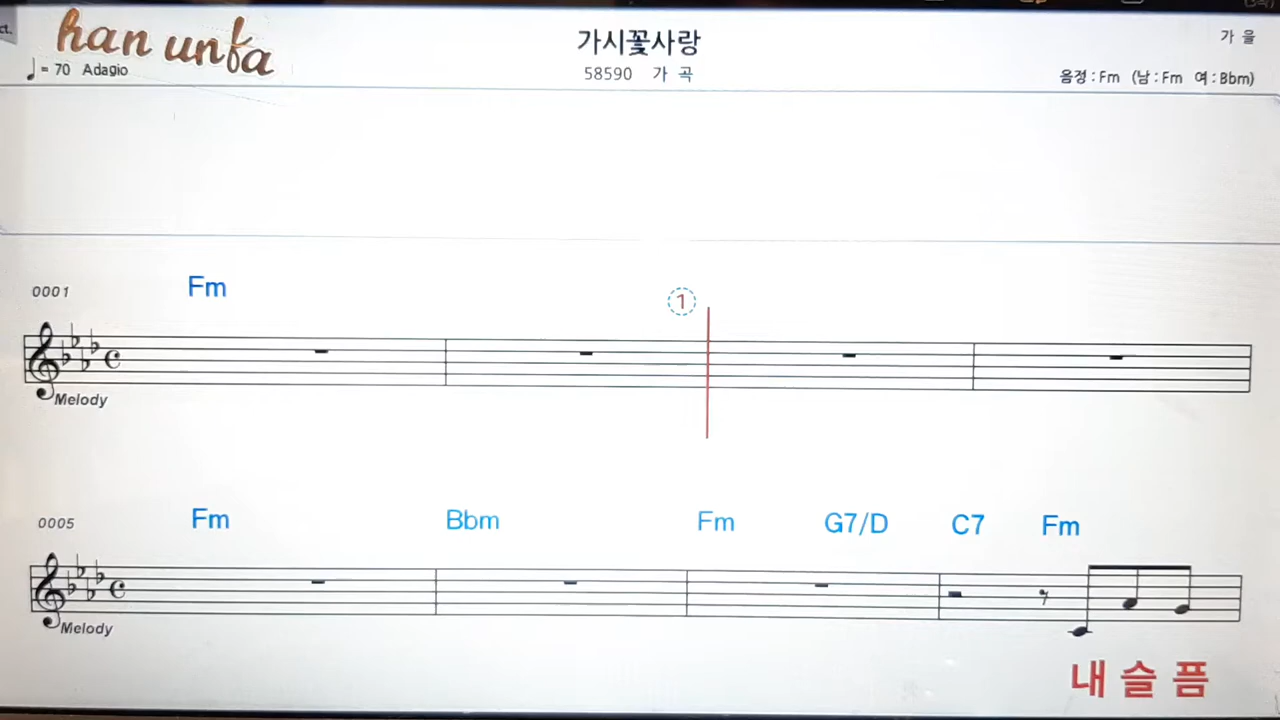 ct.
han unfa
가시꽃사랑
가 을
♩= 70 Adagio
58590 가 곡
음정 : Fm (남 : Fm 여 : Bbm)
0001 Fm
1
Melody
0005 Fm Bbm Fm G7/D C7 Fm
Melody
내 슬 픔